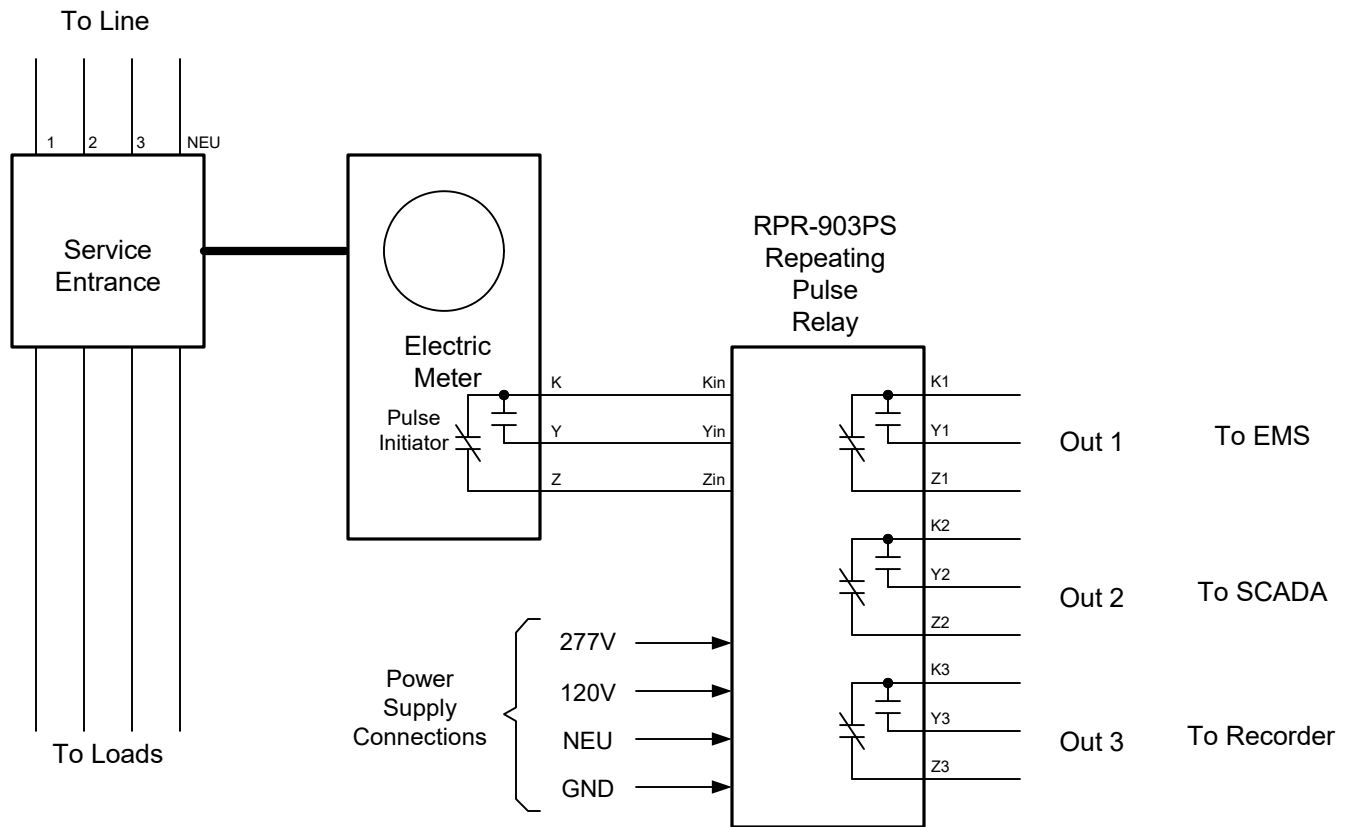 To Line
1
2
3
NEU
Service
Entrance
Electric
Meter
Pulse
Initiator
K
Y
Z
RPR-903PS
Repeating
Pulse
Relay
Kin
Yin
Zin
K1
Y1
Z1
Out 1
To EMS
K2
Y2
Z2
Out 2
To SCADA
K3
Y3
Z3
Out 3
To Recorder
Power
Supply
Connections
277V
120V
NEU
GND
To Loads